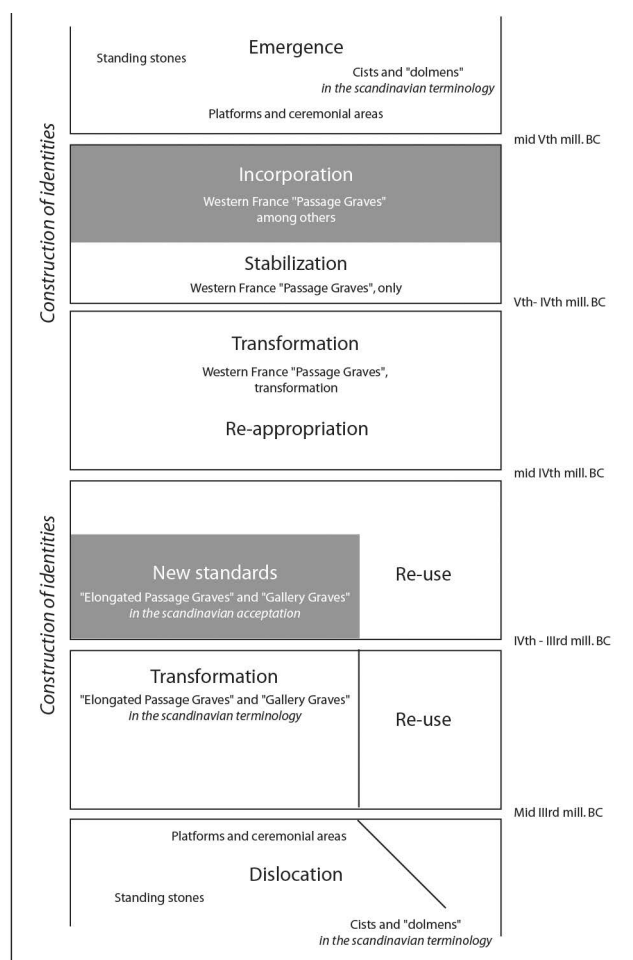 Emergence
Standing stones
Cists and "dolmens"
in the scandinavian terminology
Platforms and ceremonial areas
mid Vth mill. BC
Construction of identities
Incorporation
Western France "Passage Graves"
among others
Stabilization
Western France "Passage Graves", only
Vth- IVth mill. BC
Transformation
Western France "Passage Graves",
transformation
Re-appropriation
mid IVth mill. BC
Construction of identities
New standards
"Elongated Passage Graves" and "Gallery Graves"
in the scandinavian acceptation
Re-use
IVth - IIIrd mill. BC
Transformation
"Elongated Passage Graves" and "Gallery Graves"
in the scandinavian terminology
Re-use
Mid IIIrd mill. BC
Platforms and ceremonial areas
Dislocation
Standing stones
Cists and "dolmens"
in the scandinavian terminology